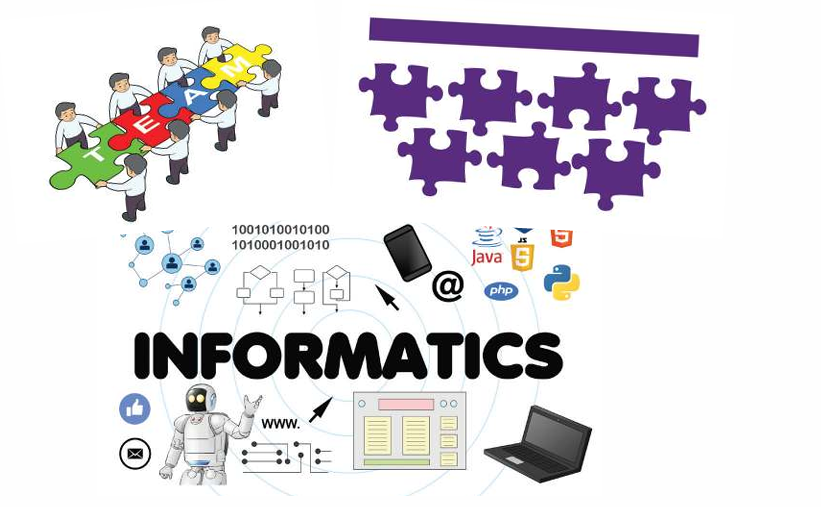 T
E
A
M
1001010010100
1010001001010
JS
Java
@
php
INFORMATICS
www.